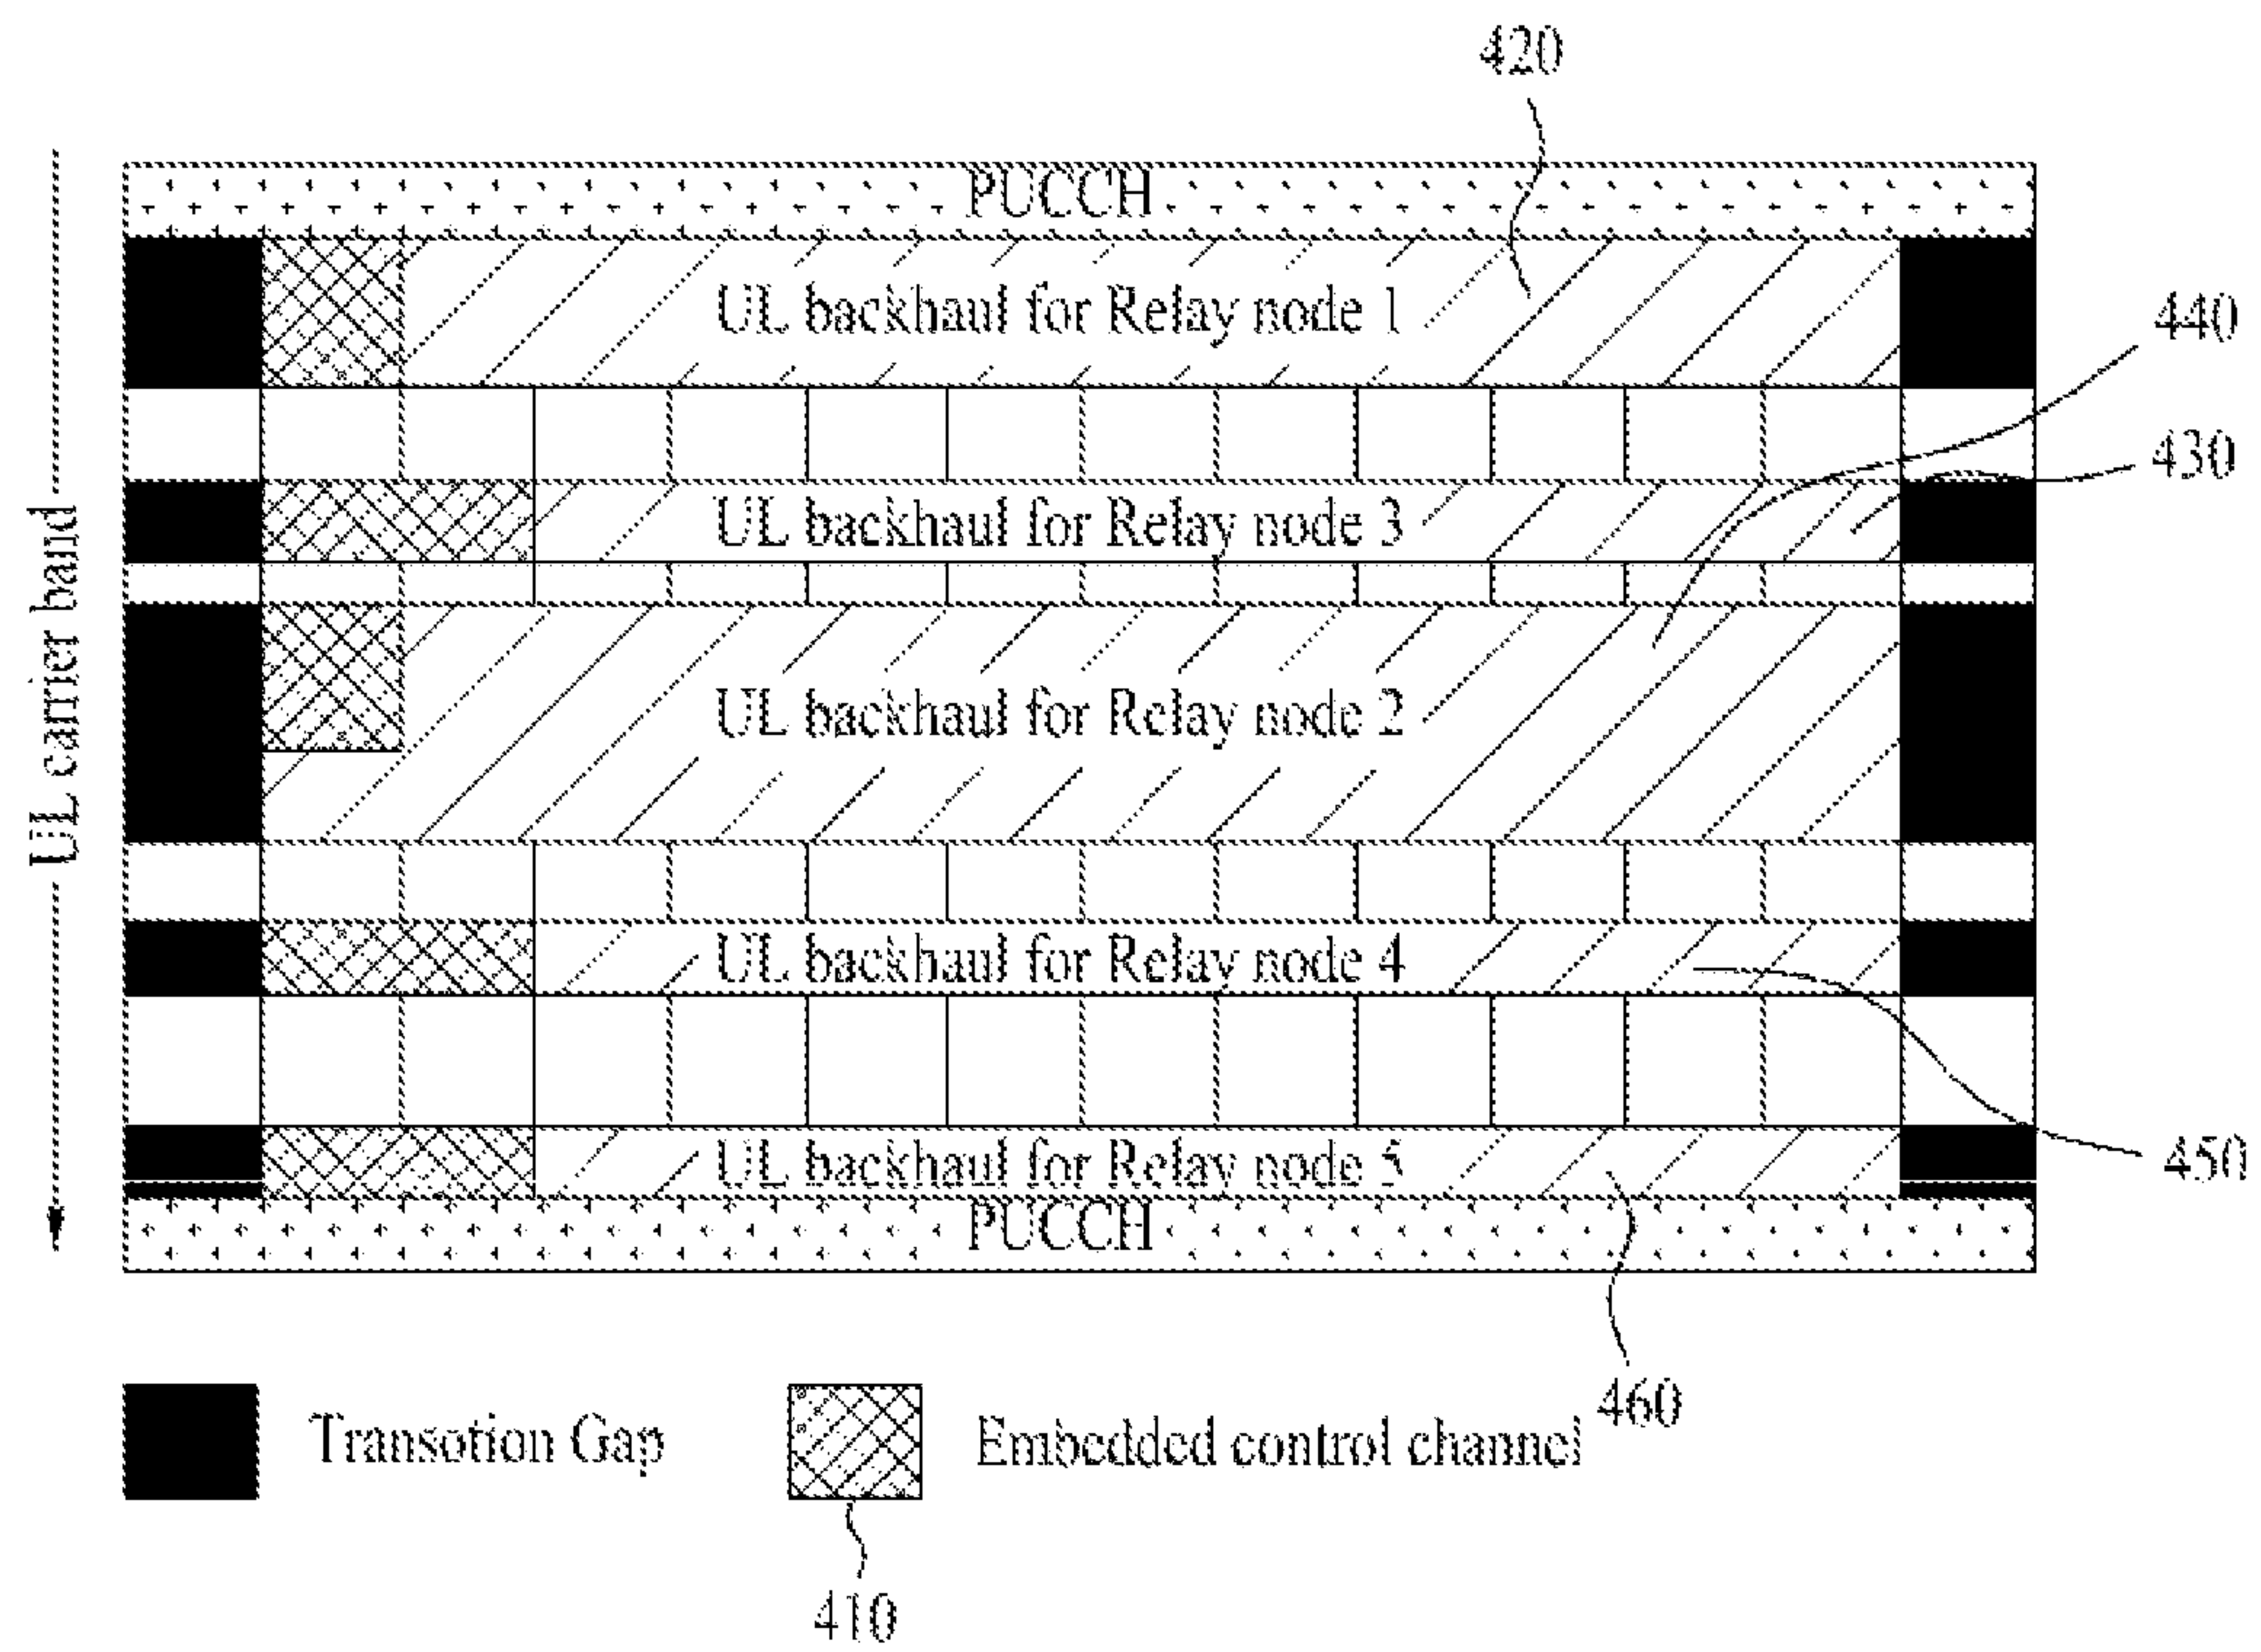 420
PUCCH
UL backhaul for Relay node 1
440
430
UL backhaul for Relay node 3
UL carrier band
UL backhaul for Relay node 2
UL backhaul for Relay node 4
450
UL backhaul for Relay node 5
PUCCH
460
Transotion Gap
Embedded control channel
410